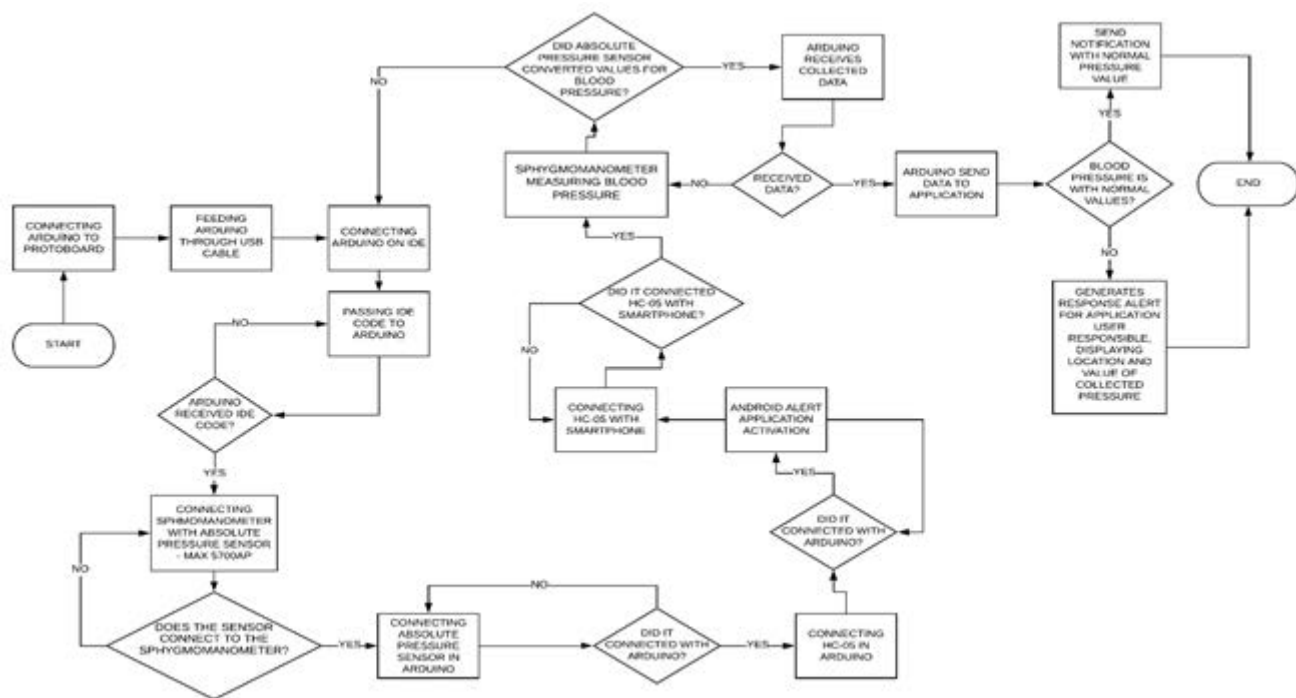 START
CONNECTING
ARDUINO TO
PROTOBOARD
FEEDING
ARDUINO
THROUGH USB
CABLE
CONNECTING
ARDUINO ON IDE
PASSING IDE
CODE TO
ARDUINO
NO
ARDUINO
RECEIVED IDE
CODE?
YES
CONNECTING
SPHMOMANOMETER
WITH ABSOLUTE
PRESSURE SENSOR
- MAX 5700AP
NO
DOES THE SENSOR
CONNECT TO THE
SPHYGMOMANOMETER?
YES
CONNECTING
ABSOLUTE
PRESSURE
SENSOR IN
ARDUINO
NO
DID IT
CONNECTED WITH
ARDUINO?
YES
CONNECTING
HC-05 IN
ARDUINO
DID IT
CONNECTED WITH
ARDUINO?
YES
ANDROID ALERT
APPLICATION
ACTIVATION
CONNECTING
HC-05 WITH
SMARTPHONE
NO
DID IT CONNECTED
HC-05 WITH
SMARTPHONE?
YES
SPHYGMOMANOMETER
MEASURING BLOOD
PRESSURE
DID ABSOLUTE
PRESSURE SENSOR
CONVERTED VALUES FOR
BLOOD
PRESSURE?
NO
YES
ARDUINO
RECEIVES
COLLECTED
DATA
RECEIVED
DATA?
NO
YES
ARDUINO SEND
DATA TO
APPLICATION
BLOOD
PRESSURE IS
WITH NORMAL
VALUES?
YES
SEND
NOTIFICATION
WITH NORMAL
PRESSURE
VALUE
NO
GENERATES
RESPONSE ALERT
FOR APPLICATION
USER
RESPONSIBLE,
DISPLAYING
LOCATION AND
VALUE OF
COLLECTED
PRESSURE
END